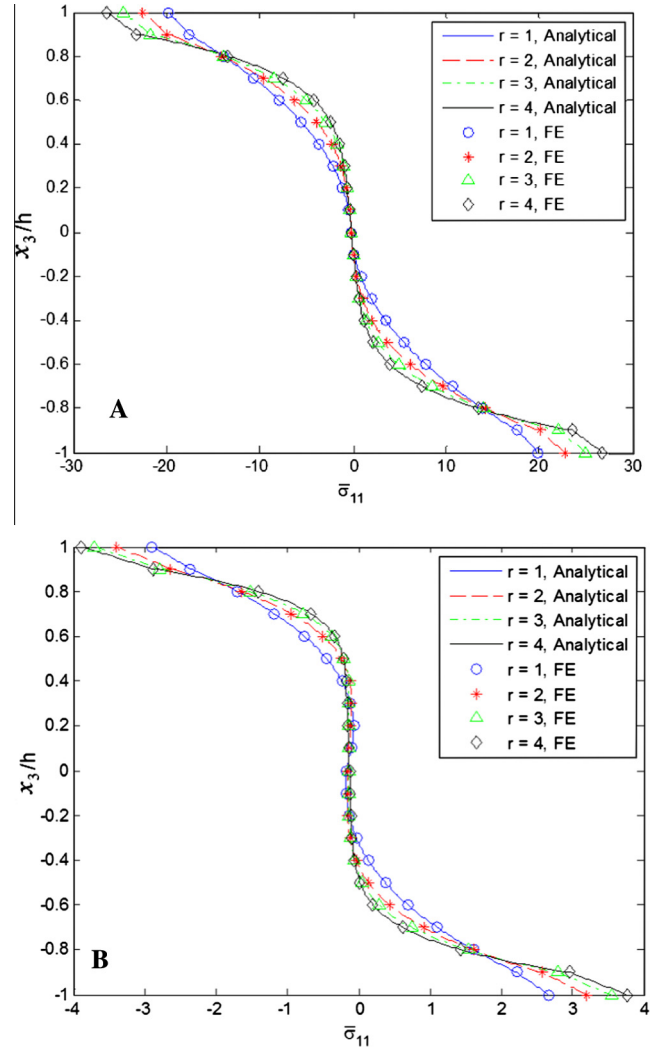 1
0.8
0.6
0.4
0.2
0
-0.2
-0.4
-0.6
-0.8
-1
x₃/h
r = 1, Analytical
r = 2, Analytical
r = 3, Analytical
r = 4, Analytical
r = 1, FE
r = 2, FE
r = 3, FE
r = 4, FE
A
-30 -20 -10 0 10 20 30
σ̅₁₁
1
0.8
0.6
0.4
0.2
0
-0.2
-0.4
-0.6
-0.8
-1
x₃/h
r = 1, Analytical
r = 2, Analytical
r = 3, Analytical
r = 4, Analytical
r = 1, FE
r = 2, FE
r = 3, FE
r = 4, FE
B
-4 -3 -2 -1 0 1 2 3 4
σ̅₁₁